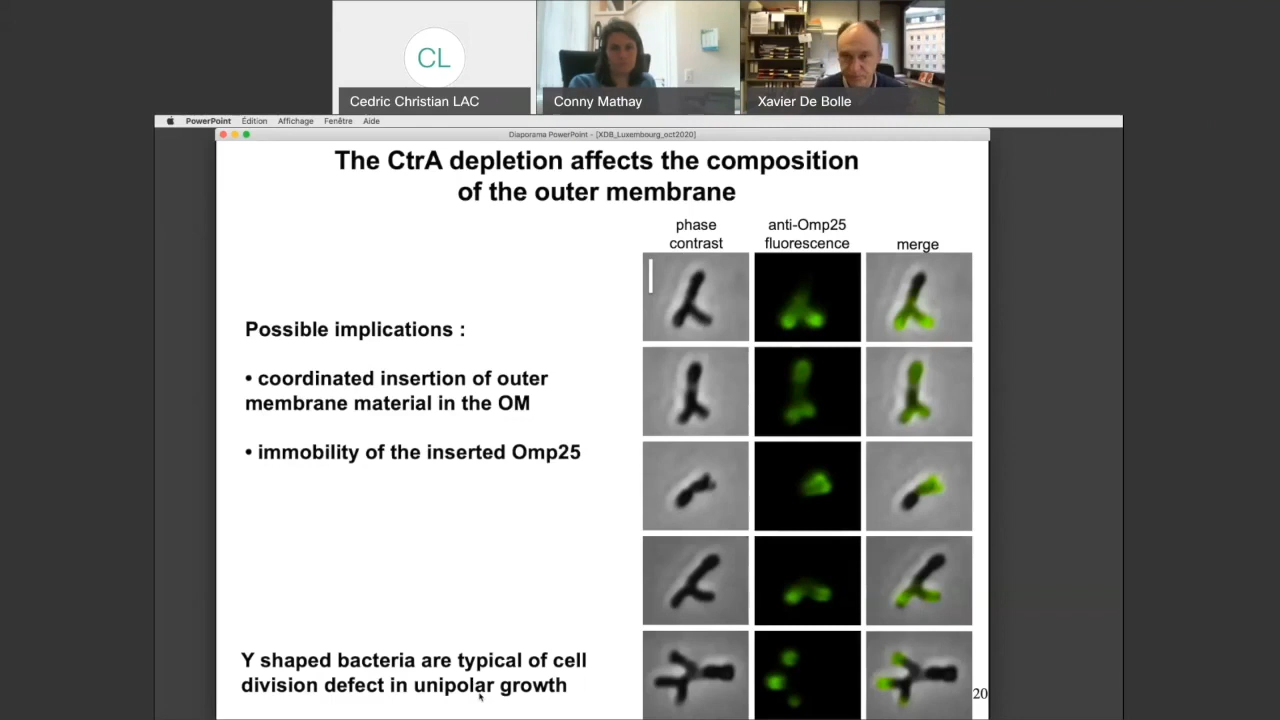 CL
Cedric Christian LAC
Conny Mathay
Xavier De Bolle
PowerPoint Édition Affichage Fenêtre Aide
Diaporama PowerPoint - [XDB_Luxembourg_oct2020]
The CtrA depletion affects the composition
of the outer membrane
phase
contrast
anti-Omp25
fluorescence
merge
Possible implications :
• coordinated insertion of outer
membrane material in the OM
• immobility of the inserted Omp25
Y shaped bacteria are typical of cell
division defect in unipolar growth
20